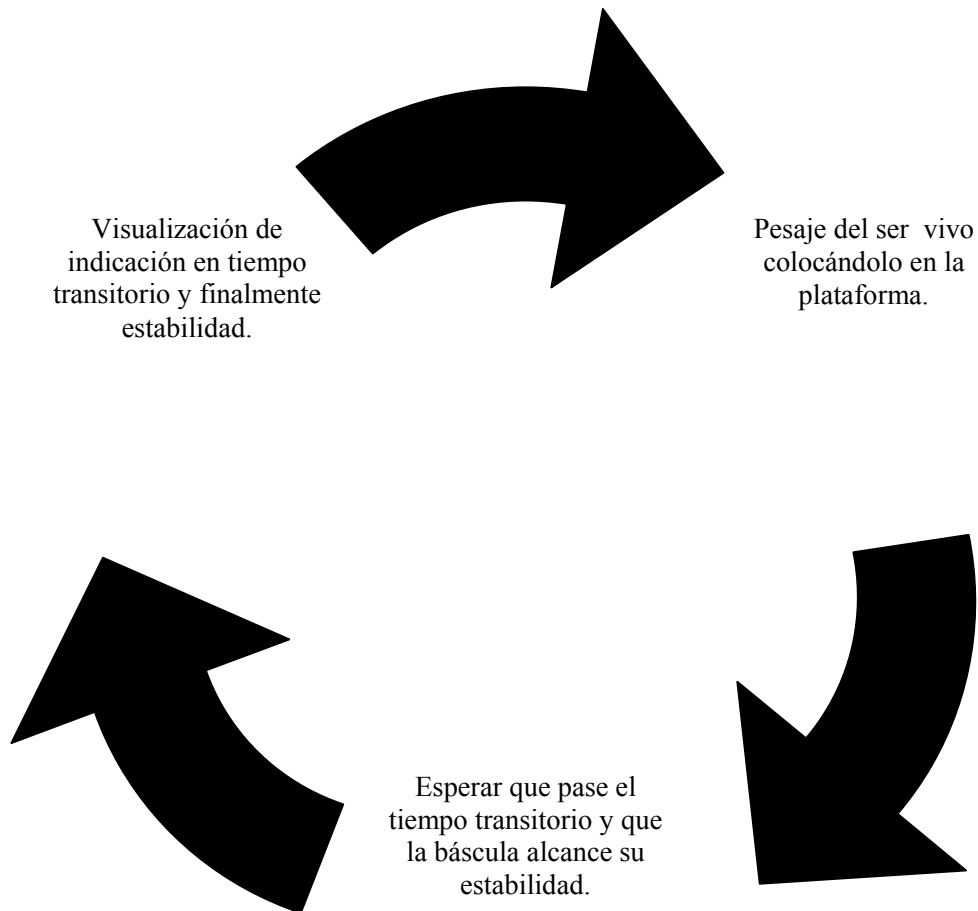 Visualización de
indicación en tiempo
transitorio y finalmente
estabilidad.
Pesaje del ser vivo
colocándolo en la
plataforma.
Esperar que pase el
tiempo transitorio y que
la báscula alcance su
estabilidad.